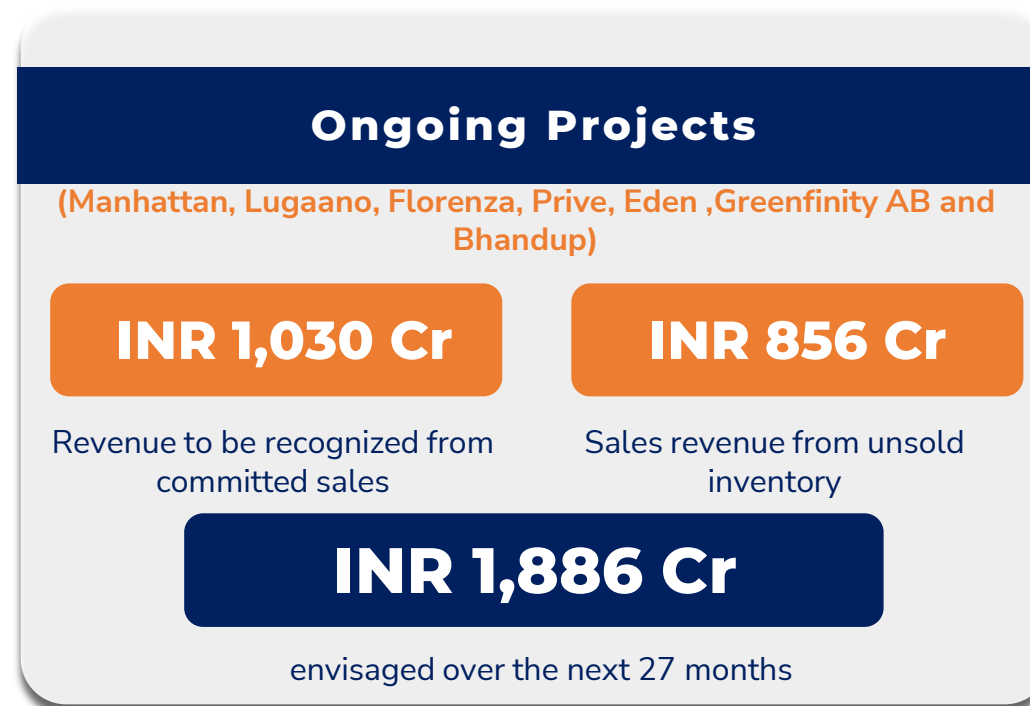 Ongoing Projects
(Manhattan, Lugaano, Florenza, Prive, Eden ,Greenfinity AB and
Bhandup)
INR 1,030 Cr
INR 856 Cr
Revenue to be recognized from
committed sales
Sales revenue from unsold
inventory
INR 1,886 Cr
envisaged over the next 27 months